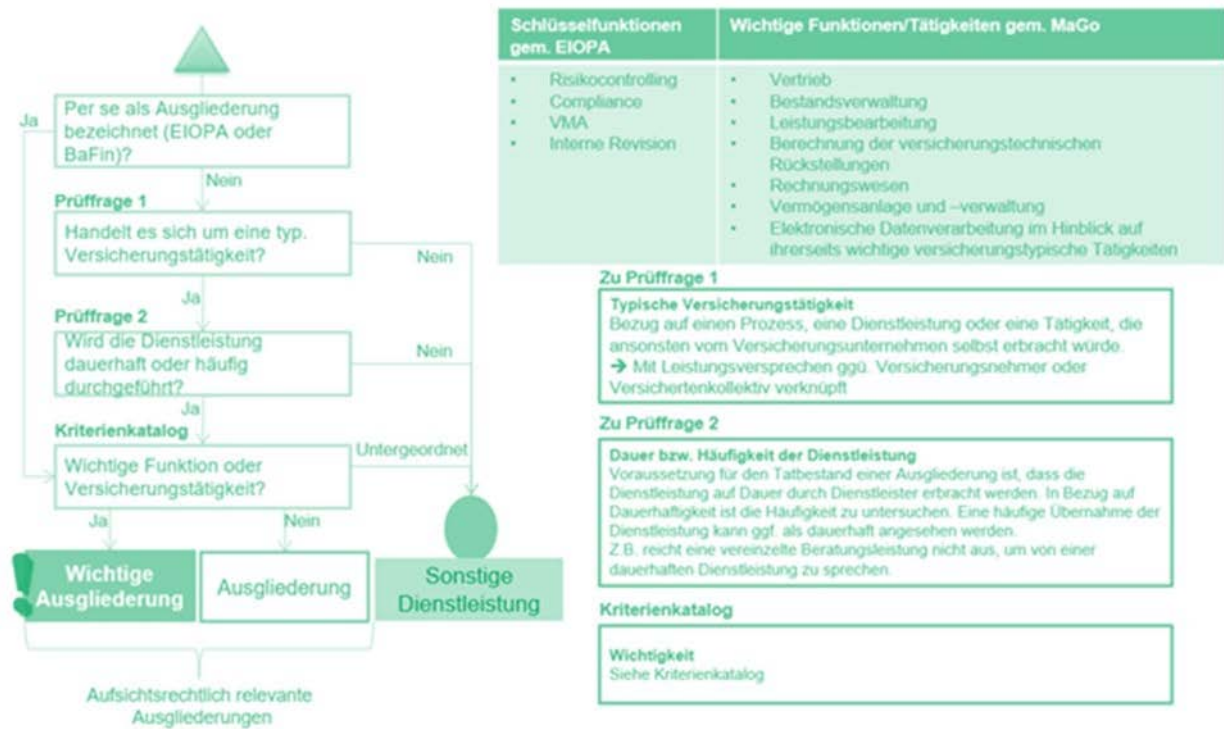 Per se als Ausgliederung
bezeichnet (EIOPA oder
BaFin)?
Ja
Nein
Prüffrage 1
Handelt es sich um eine typ.
Versicherungstätigkeit?
Nein
Ja
Prüffrage 2
Wird die Dienstleistung
dauerhaft oder häufig
durchgeführt?
Nein
Ja
Kriterienkatalog
Untergeordnet
Wichtige Funktion oder
Versicherungstätigkeit?
Ja
Nein
Wichtige
Ausgliederung
Ausgliederung
Sonstige
Dienstleistung
Aufsichtsrechtlich relevante
Ausgliederungen
Schlüsselfunktionen
gem. EIOPA
▪ Risikocontrolling
▪ Compliance
▪ VMA
▪ Interne Revision
Wichtige Funktionen/Tätigkeiten gem. MaGo
▪ Vertrieb
▪ Bestandsverwaltung
▪ Leistungsbearbeitung
▪ Berechnung der versicherungstechnischen
Rückstellungen
▪ Rechnungswesen
▪ Vermögensanlage und –verwaltung
▪ Elektronische Datenverarbeitung im Hinblick auf
ihrerseits wichtige versicherungstypische Tätigkeiten
Zu Prüffrage 1
Typische Versicherungstätigkeit
Bezug auf einen Prozess, eine Dienstleistung oder eine Tätigkeit, die
ansonsten vom Versicherungsunternehmen selbst erbracht würde.
➔ Mit Leistungsversprechen ggü. Versicherungsnehmer oder
Versichertenkollektiv verknüpft
Zu Prüffrage 2
Dauer bzw. Häufigkeit der Dienstleistung
Voraussetzung für den Tatbestand einer Ausgliederung ist, dass die
Dienstleistung auf Dauer durch Dienstleister erbracht werden. In Bezug auf
Dauerhaftigkeit ist die Häufigkeit zu untersuchen. Eine häufige Übernahme der
Dienstleistung kann ggf. als dauerhaft angesehen werden.
Z.B. reicht eine vereinzelte Beratungsleistung nicht aus, um von einer
dauerhaften Dienstleistung zu sprechen.
Kriterienkatalog
Wichtigkeit
Siehe Kriterienkatalog